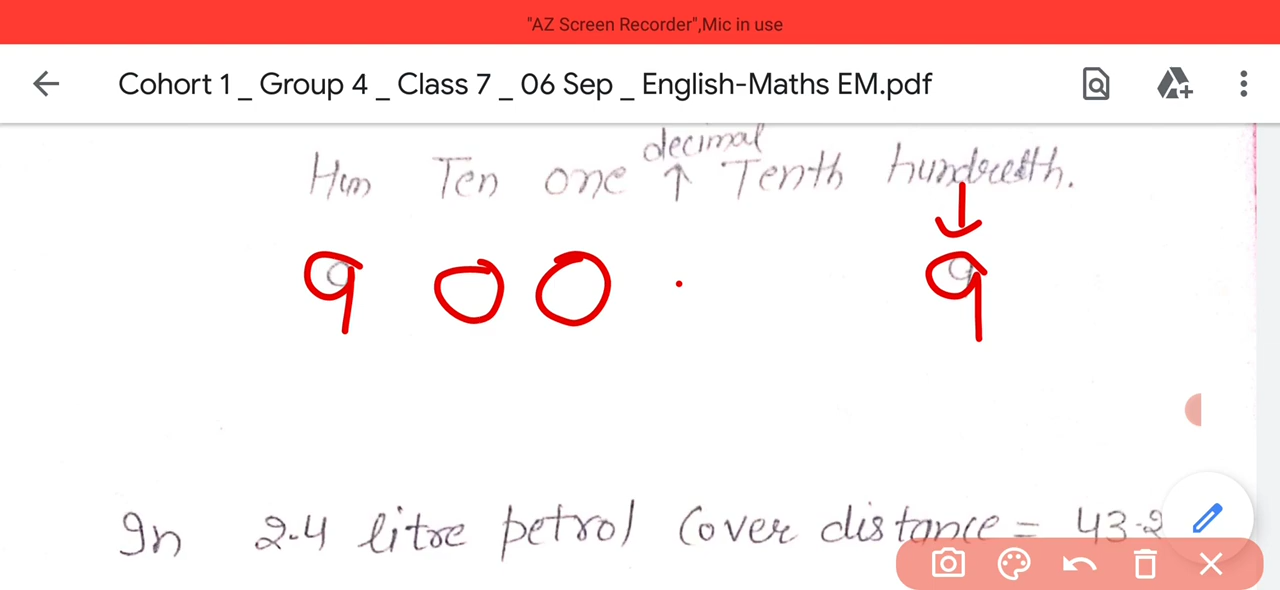 "AZ Screen Recorder",Mic in use
Cohort 1 _ Group 4 _ Class 7 _ 06 Sep _ English-Maths EM.pdf
decimal
Hun Ten one ↑ Tenth hundredth.
9 0 0 . 9
In 2.4 litre petrol Cover distance = 43.2